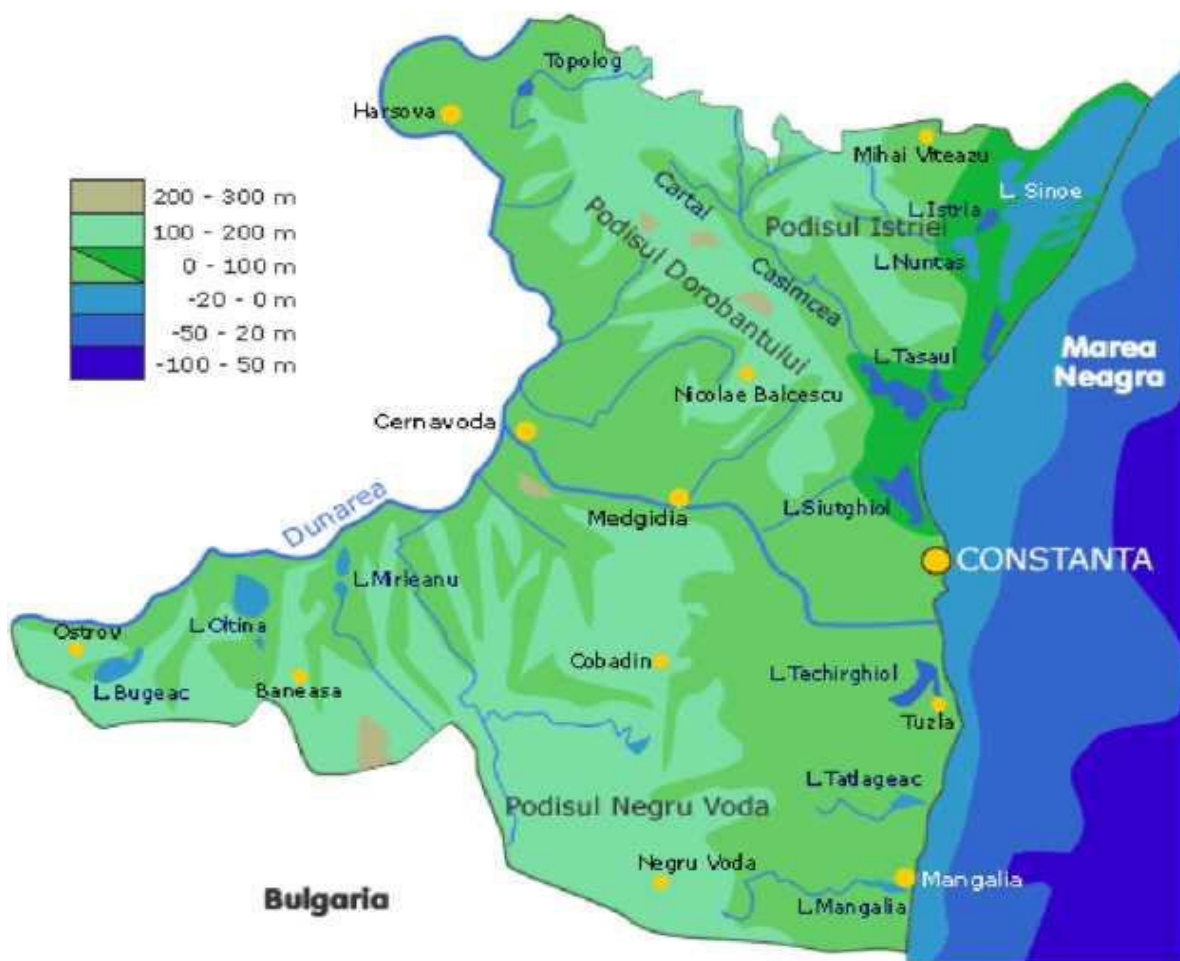 Topolog
Harsova
Mihai Viteazu
200 - 300 m
100 - 200 m
0 - 100 m
-20 - 0 m
-50 - 20 m
-100 - 50 m
Cartal
L. Sinoe
L.Istria
Podisul Istriei
Podisul Dorobantului
L.Nuntas
Casimcea
L.Tasaul
Marea
Neagra
Nicolae Balcescu
Cernavoda
Dunarea
Medgidia
L.Siutghiol
CONSTANTA
L.Mirleanu
Ostrov
L.Oltina
Cobadin
L.Techirghiol
L.Bugeac
Baneasa
Tuzla
L.Tatlageac
Podisul Negru Voda
Negru Voda
Mangalia
Bulgaria
L.Mangalia